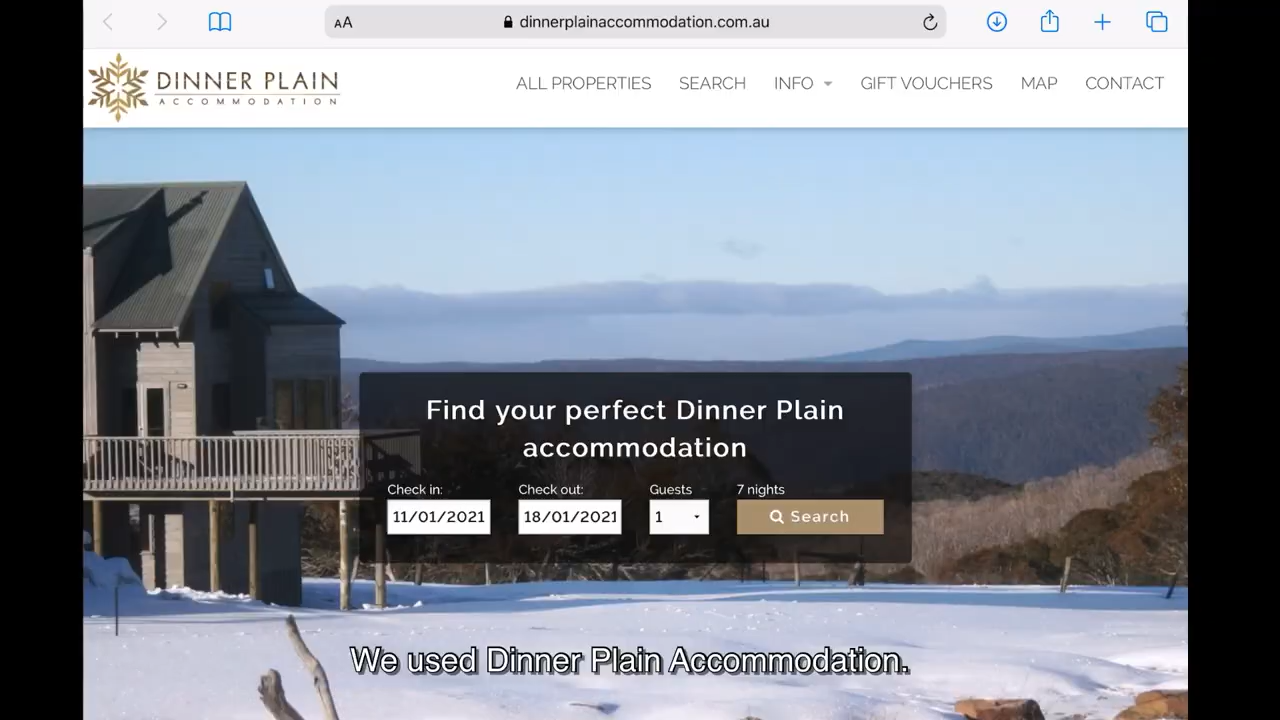 AA
dinnerplainaccommodation.com.au
DINNER PLAIN
ACCOMMODATION
ALL PROPERTIES
SEARCH
INFO
GIFT VOUCHERS
MAP
CONTACT
Find your perfect Dinner Plain
accommodation
Check in:
Check out:
Guests
7 nights
11/01/2021
18/01/2021
1
Search
We used Dinner Plain Accommodation.